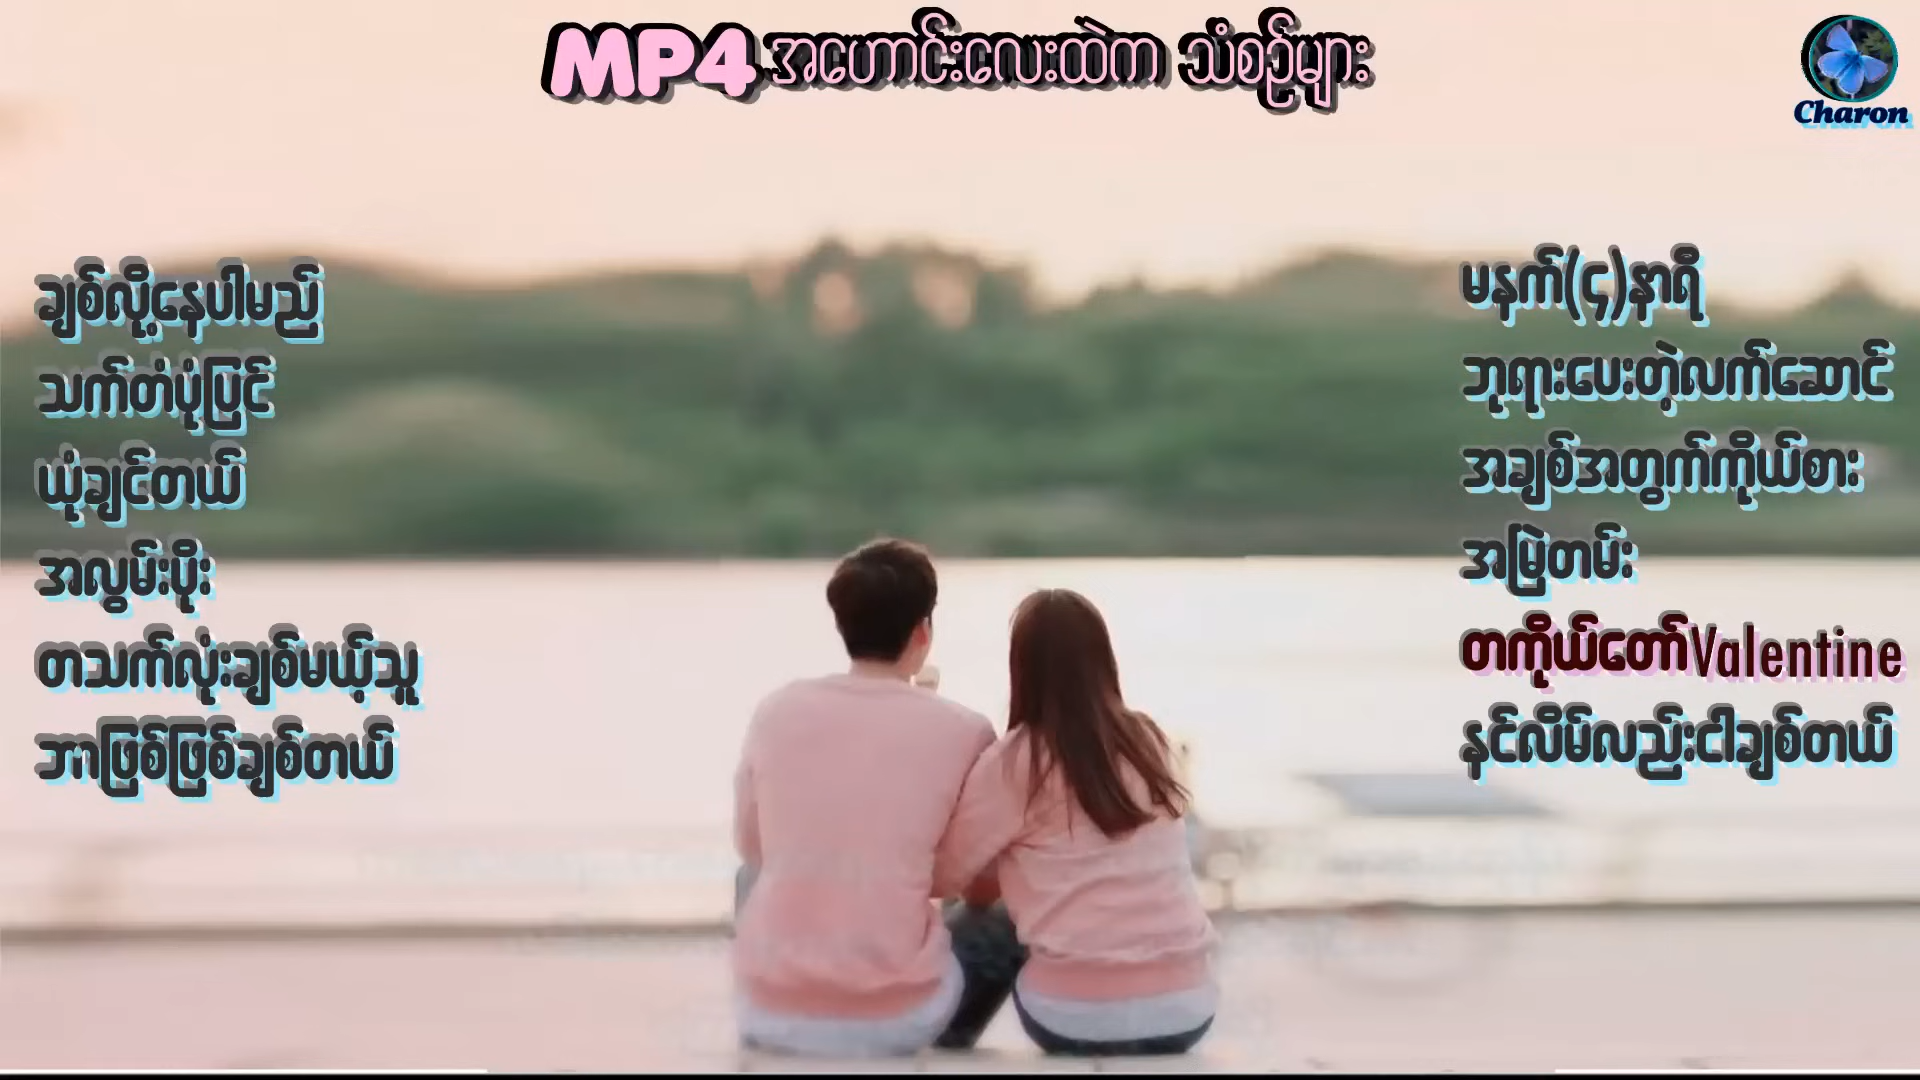 MP4 အဟောင်းလေးထဲက သံစဉ်များ
Charon
ချစ်လို့နေပါမည်
သက်တံပုံပြင်
ယုံချင်တယ်
အလွမ်းပိုး
တသက်လုံးချစ်မယ့်သူ
ဘာဖြစ်ဖြစ်ချစ်တယ်
မနက်(၄)နာရီ
ဘုရားပေးတဲ့လက်ဆောင်
အချစ်အတွက်ကိုယ်စား
အမြဲတမ်း
တကိုယ်တော်Valentine
နင်လိမ်လည်းငါချစ်တယ်